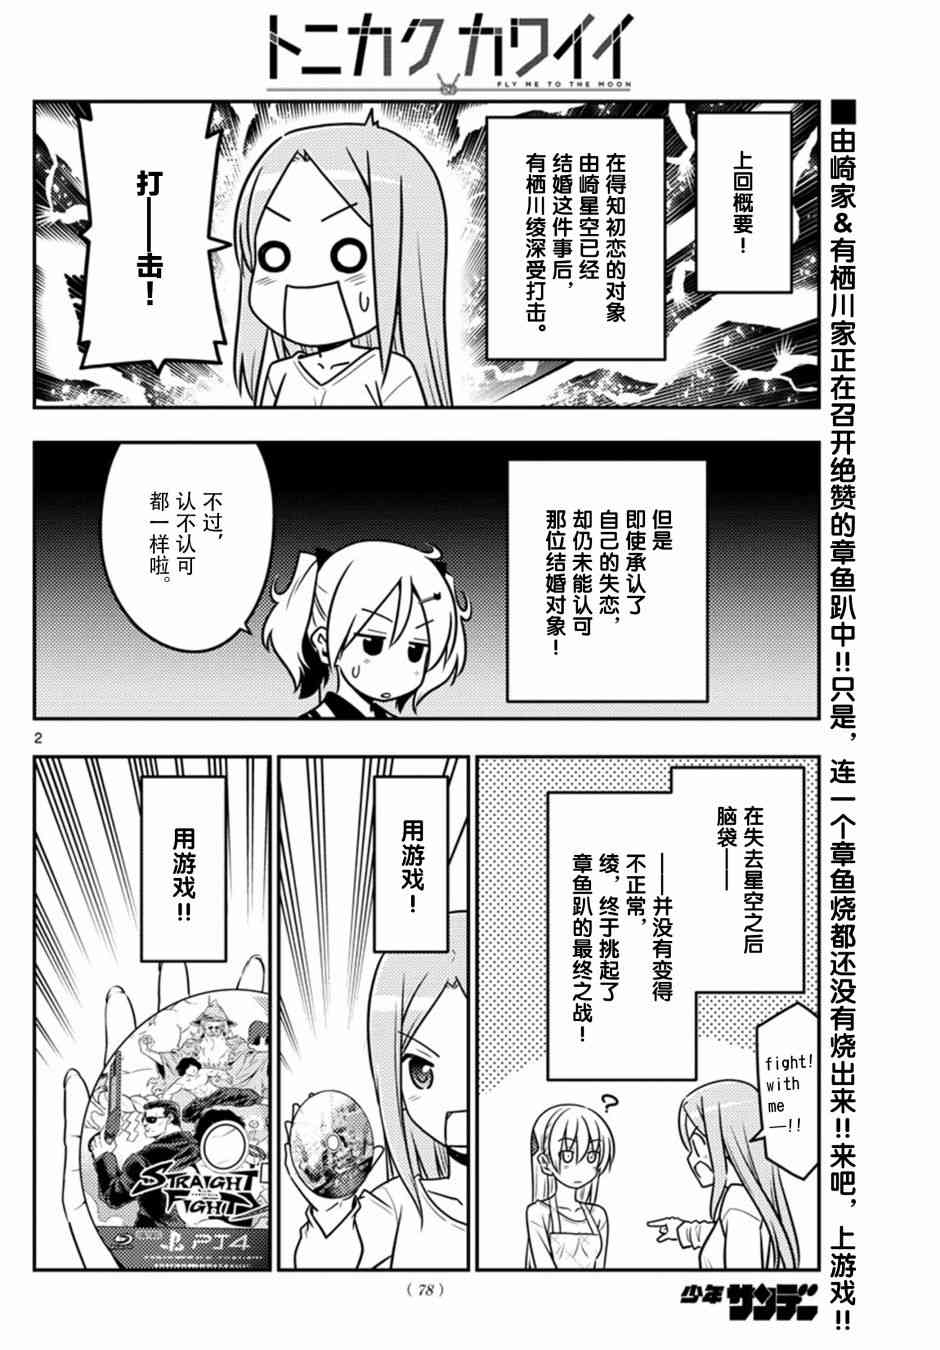 トニカクカワイイ
FLY ME TO THE MOON
■由崎家&有栖川家正在召开绝赞的章鱼趴中!!只是，连一个章鱼烧都还没有烧出来!!来吧，上游戏!!
上回概要！
在得知初恋的对象
由崎星空已经
结婚这件事后，
有栖川绫深受打击。
打——击！
但是
即使承认了
自己的失恋，
却仍未能认可
那位结婚对象！
不过，
认不认可
都一样啦。
2
在失去星空之后
脑袋——
——并没有变得
不正常，
绫，终于挑起了
章鱼趴的最终之战！
fight!
with
me
—!!
?
用游戏！
用游戏!!
STRAIGHT
FIGHT
PJ4
(78)
少年サンデー